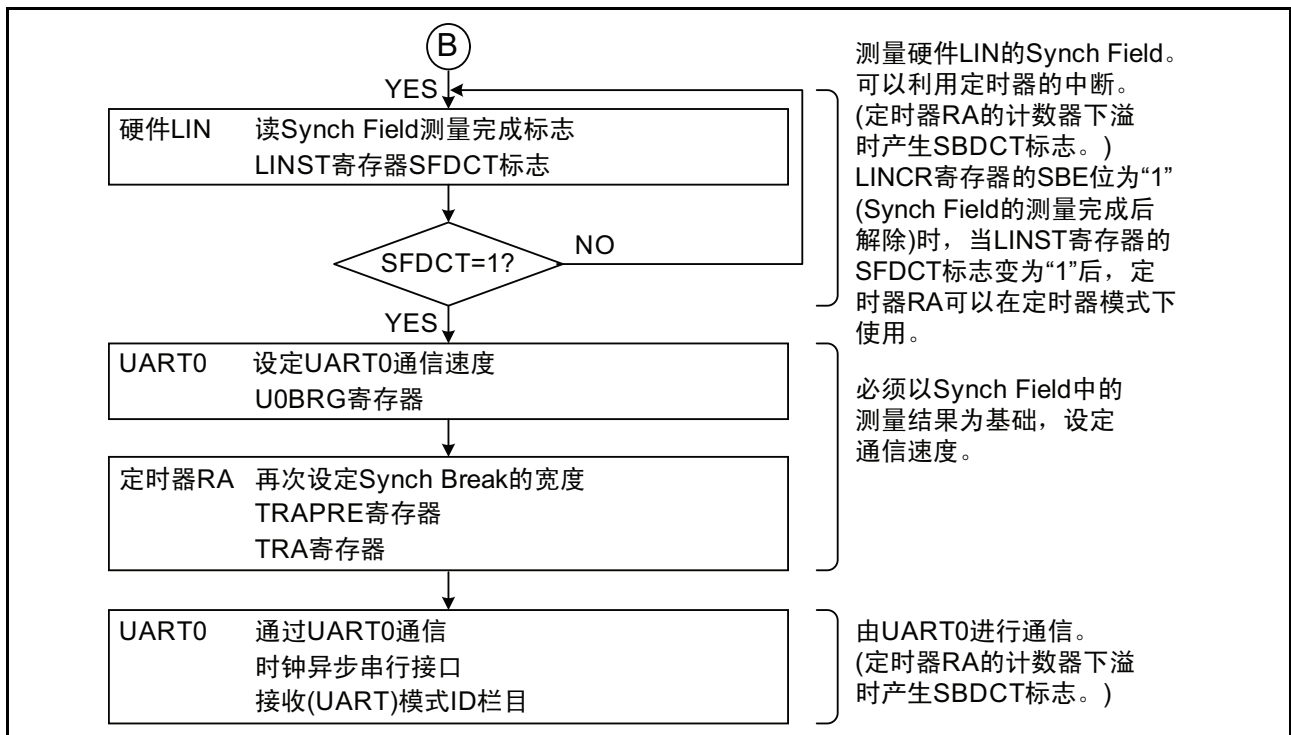 B
YES
硬件LIN 读Synch Field测量完成标志
LINST寄存器SFDCT标志
SFDCT=1?
NO
YES
测量硬件LIN的Synch Field。
可以利用定时器的中断。
(定时器RA的计数器下溢
时产生SBDCT标志。)
LINCR寄存器的SBE位为“1”
(Synch Field的测量完成后
解除)时，当LINST寄存器的
SFDCT标志变为“1”后，定
时器RA可以在定时器模式下
使用。
UART0 设定UART0通信速度
U0BRG寄存器
定时器RA 再次设定Synch Break的宽度
TRAPRE寄存器
TRA寄存器
必须以Synch Field中的
测量结果为基础，设定
通信速度。
UART0 通过UART0通信
时钟异步串行接口
接收(UART)模式ID栏目
由UART0进行通信。
(定时器RA的计数器下溢
时产生SBDCT标志。)